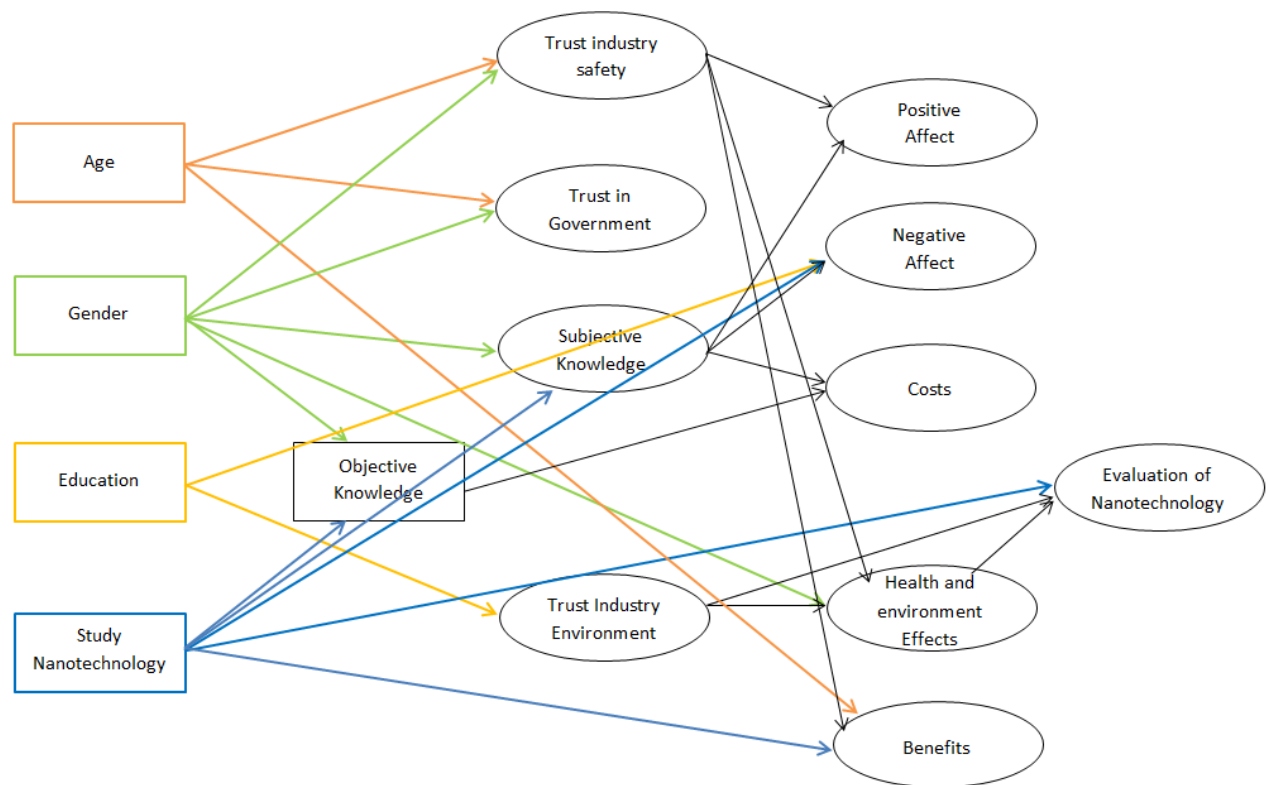 Trust industry
safety
Positive
Affect
Age
Trust in
Government
Negative
Affect
Gender
Subjective
Knowledge
Costs
Education
Objective
Knowledge
Evaluation of
Nanotechnology
Health and
environment
Effects
Trust Industry
Environment
Study
Nanotechnology
Benefits